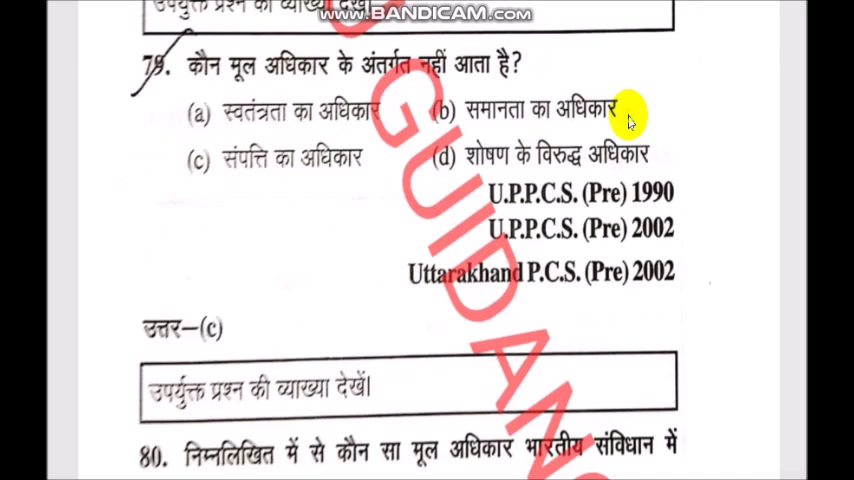 उपर्युक्त प्रश्न की व्याख्या देखें।
www.BANDICAM.com
79. कौन मूल अधिकार के अंतर्गत नहीं आता है?
(a) स्वतंत्रता का अधिकार (b) समानता का अधिकार
(c) संपत्ति का अधिकार (d) शोषण के विरुद्ध अधिकार
U.P.P.C.S. (Pre) 1990
U.P.P.C.S. (Pre) 2002
Uttarakhand P.C.S. (Pre) 2002
उत्तर–(c)
उपर्युक्त प्रश्न की व्याख्या देखें।
80. निम्नलिखित में से कौन सा मूल अधिकार भारतीय संविधान में
GUIDANC